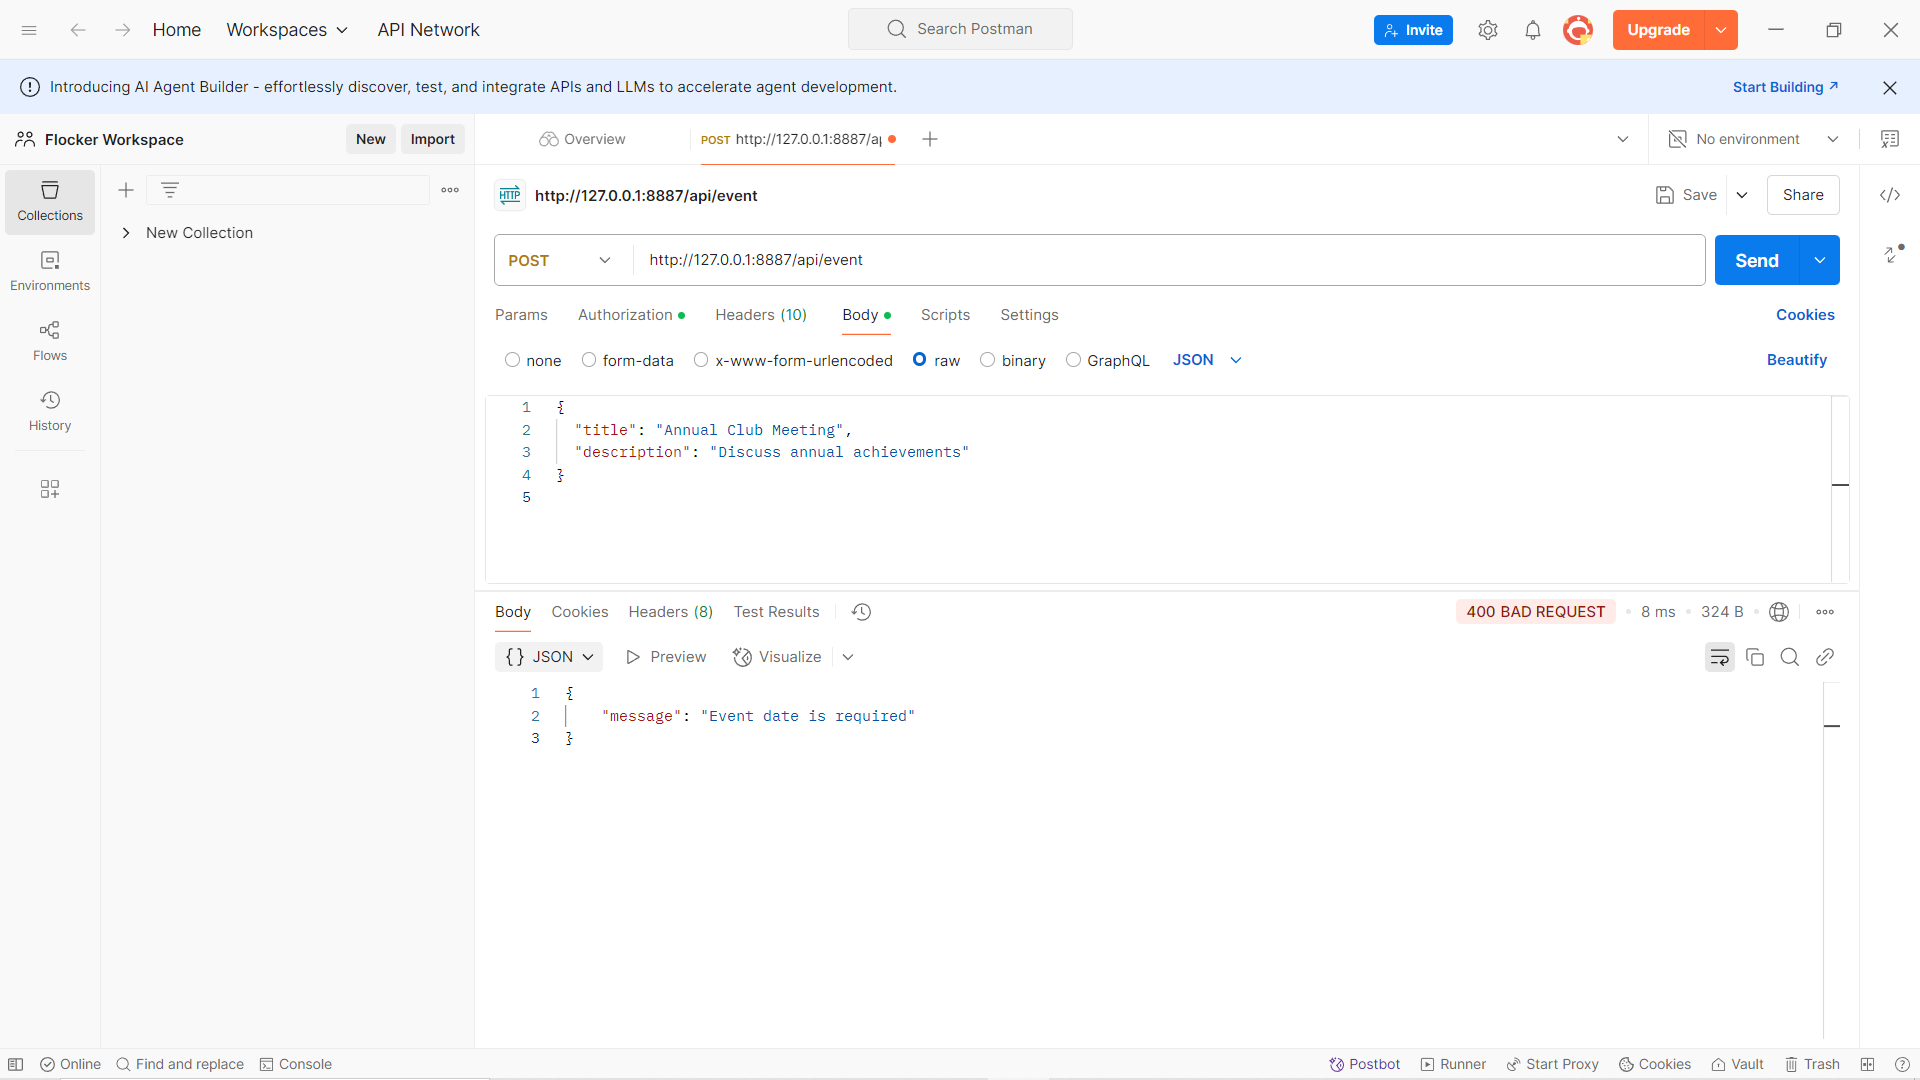 Home Workspaces API Network Search Postman Invite Upgrade
Introducing AI Agent Builder - effortlessly discover, test, and integrate APIs and LLMs to accelerate agent development. Start Building
Flocker Workspace New Import Overview POST http://127.0.0.1:8887/a No environment
Collections
New Collection
Environments
Flows
History
HTTP http://127.0.0.1:8887/api/event Save Share
POST http://127.0.0.1:8887/api/event Send
Params Authorization Headers (10) Body Scripts Settings Cookies
none form-data x-www-form-urlencoded raw binary GraphQL JSON Beautify
1 {
2 "title": "Annual Club Meeting",
3 "description": "Discuss annual achievements"
4 }
5
Body Cookies Headers (8) Test Results 400 BAD REQUEST 8 ms 324 B
{} JSON Preview Visualize
1 {
2 "message": "Event date is required"
3 }
Online Find and replace Console Postbot Runner Start Proxy Cookies Vault Trash